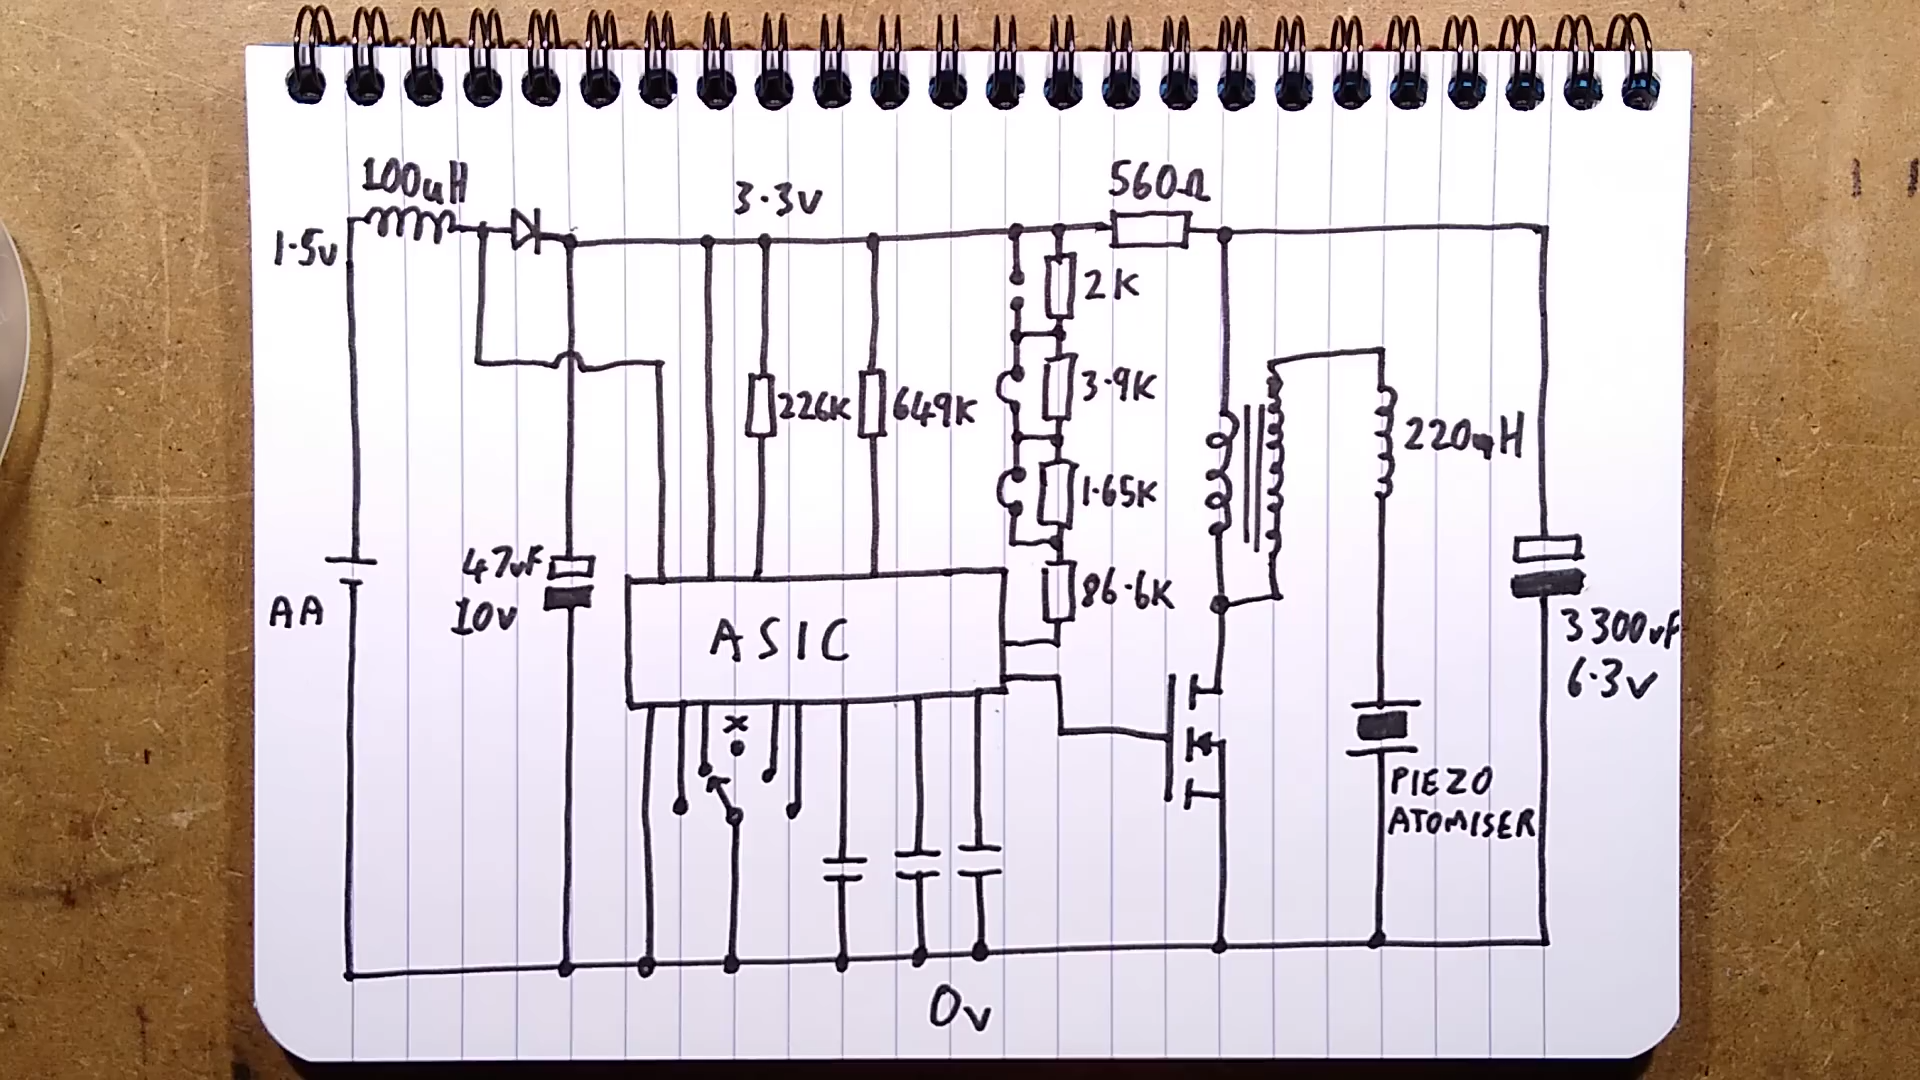 100uH
560Ω
3.3v
1.5v
2K
3.9K
226K
649K
220mH
1.65K
47uF
10v
86.6K
AA
ASIC
3300uF
6.3v
x
PIEZO
ATOMISER
0v